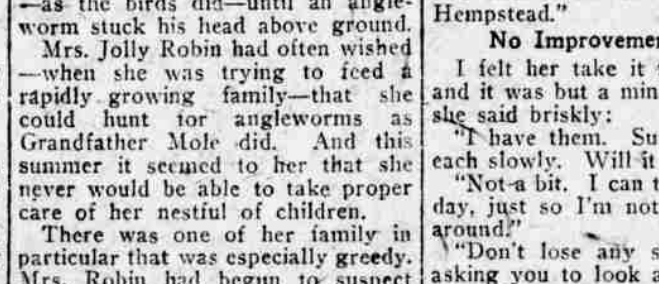 —as the birds did—until an angle-
worm stuck his head above ground.
Mrs. Jolly Robin had often wished
—when she was trying to feed a
rapidly growing family—that she
could hunt for angleworms as
Grandfather Mole did. And this
summer it seemed to her that she
never would be able to take proper
care of her nestful of children.
There was one of her family in
particular that was especially greedy.
Mrs. Robin had begun to suspect
Hempstead."
No Improvemen
I felt her take it
and it was but a min
she said briskly:
"I have them. Su
each slowly. Will it
"Not a bit. I can t
day, just so I'm not
around!"
"Don't lose any s
asking you to look a